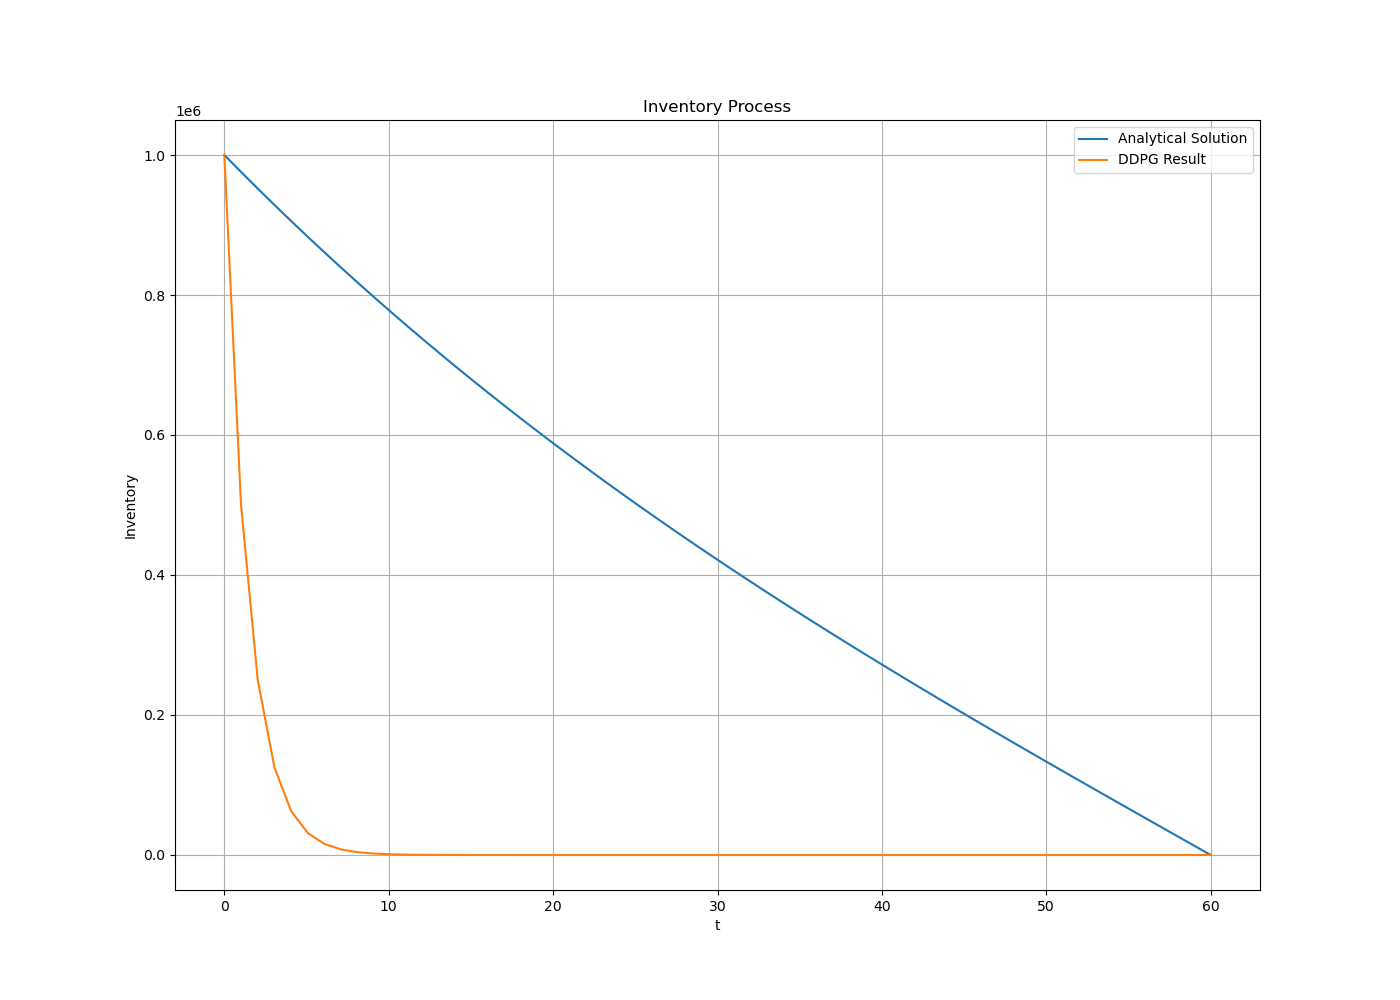 Inventory Process
1e6
Analytical Solution
DDPG Result
1.0
0.8
0.6
0.4
0.2
0.0
Inventory
0 10 20 30 40 50 60
t